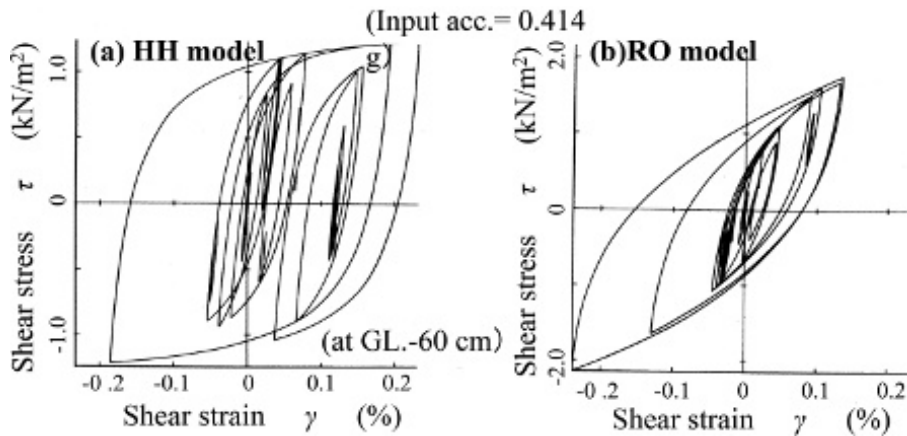 (Input acc.= 0.414
g)
(a) HH model
Shear stress τ (kN/m²)
1.0
0
-1.0
-0.2 -0.1 0 0.1 0.2
Shear strain γ (%)
(at GL.-60 cm)
(b)RO model
Shear stress τ (kN/m²)
2.0
0
-2.0
-0.2 -0.1 0 0.1 0.2
Shear strain γ (%)